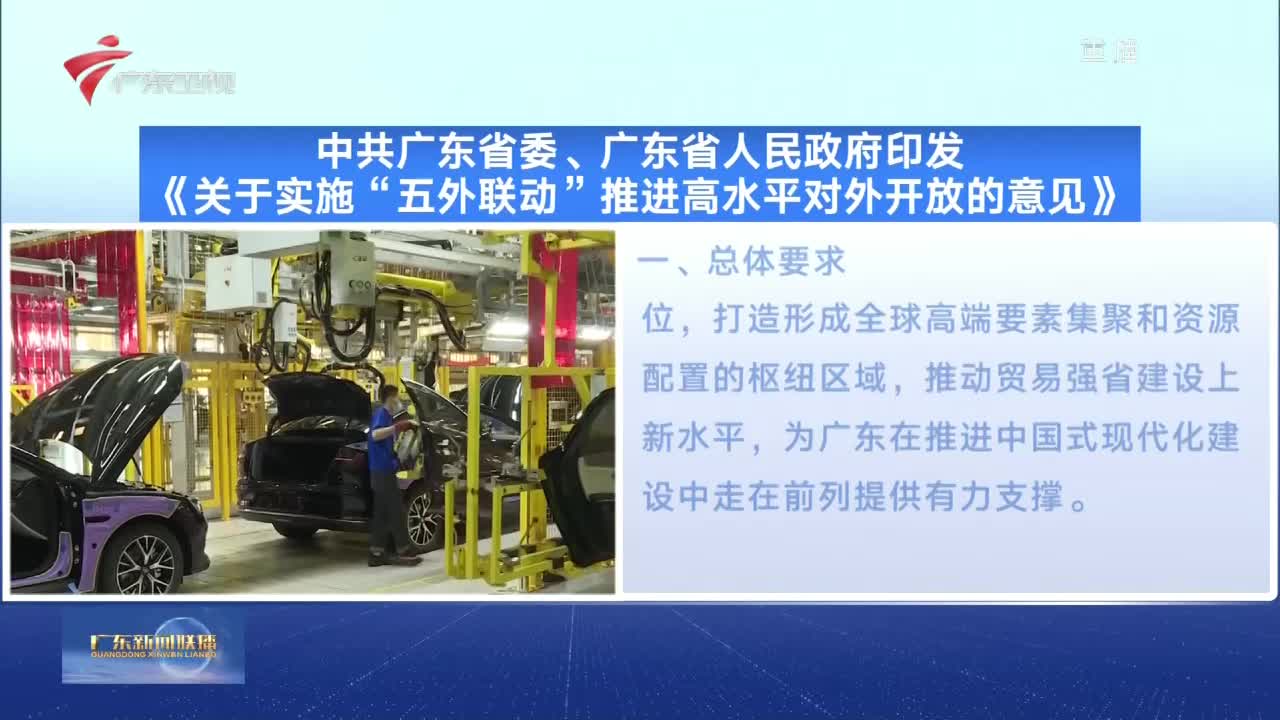 广东卫视
重播
中共广东省委、广东省人民政府印发
《关于实施“五外联动”推进高水平对外开放的意见》
一、总体要求
位，打造形成全球高端要素集聚和资源
配置的枢纽区域，推动贸易强省建设上
新水平，为广东在推进中国式现代化建
设中走在前列提供有力支撑。
广东新闻联播
GUANGDONG XINWEN LIANBO